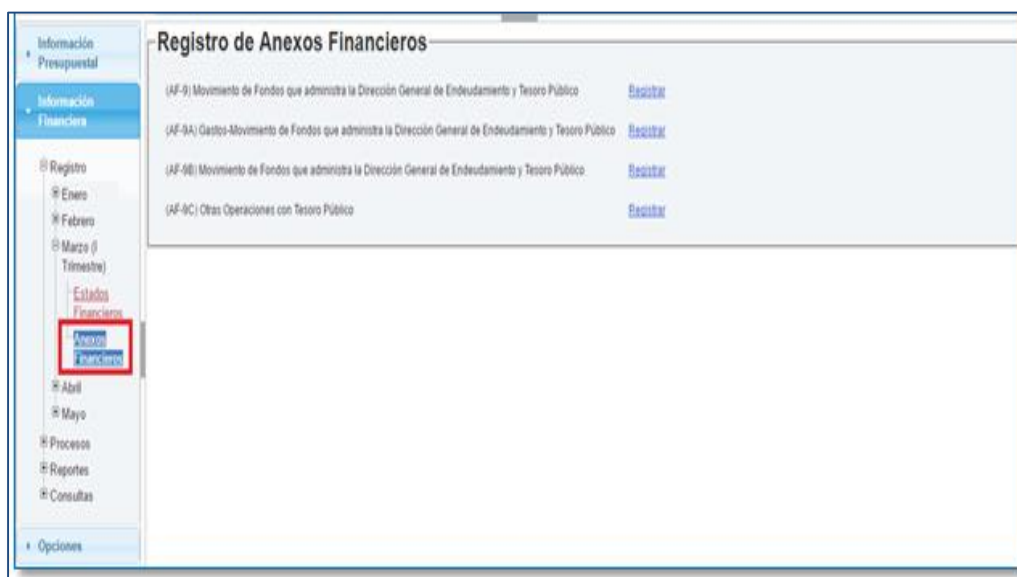 Información
Presupuestal
Información
Financiera
Registro
Enero
Febrero
Marzo (I
Trimestre)
Estados
Financieros
Anexos
Financieros
Abril
Mayo
Procesos
Reportes
Consultas
Opciones
Registro de Anexos Financieros
(AF-9) Movimiento de Fondos que administra la Dirección General de Endeudamiento y Tesoro Público Registrar
(AF-9A) Gastos-Movimiento de Fondos que administra la Dirección General de Endeudamiento y Tesoro Público Registrar
(AF-9B) Movimiento de Fondos que administra la Dirección General de Endeudamiento y Tesoro Público Registrar
(AF-9C) Otras Operaciones con Tesoro Público Registrar